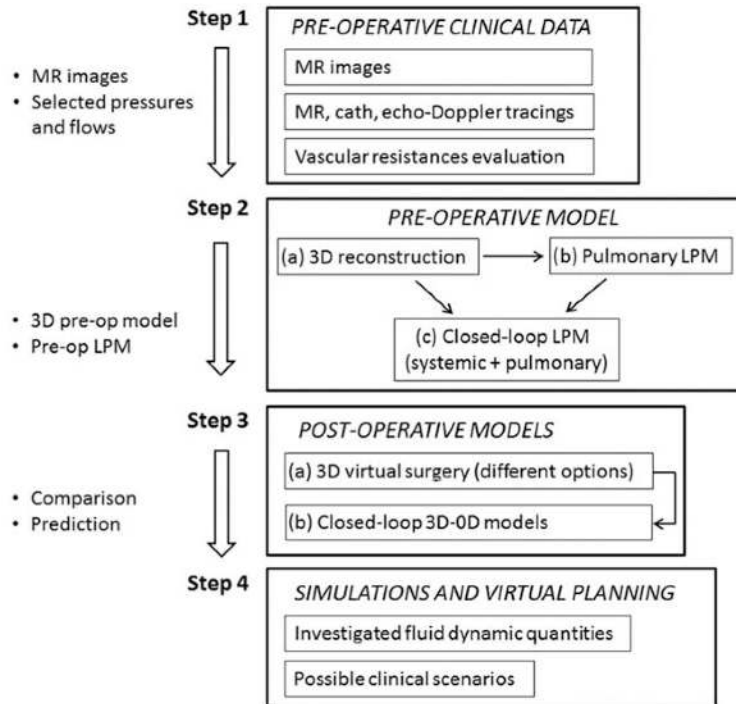 Step 1
PRE-OPERATIVE CLINICAL DATA
MR images
MR, cath, echo-Doppler tracings
Vascular resistances evaluation
• MR images
• Selected pressures
and flows
Step 2
PRE-OPERATIVE MODEL
(a) 3D reconstruction
(b) Pulmonary LPM
(c) Closed-loop LPM
(systemic + pulmonary)
• 3D pre-op model
• Pre-op LPM
Step 3
POST-OPERATIVE MODELS
(a) 3D virtual surgery (different options)
(b) Closed-loop 3D-0D models
• Comparison
• Prediction
Step 4
SIMULATIONS AND VIRTUAL PLANNING
Investigated fluid dynamic quantities
Possible clinical scenarios